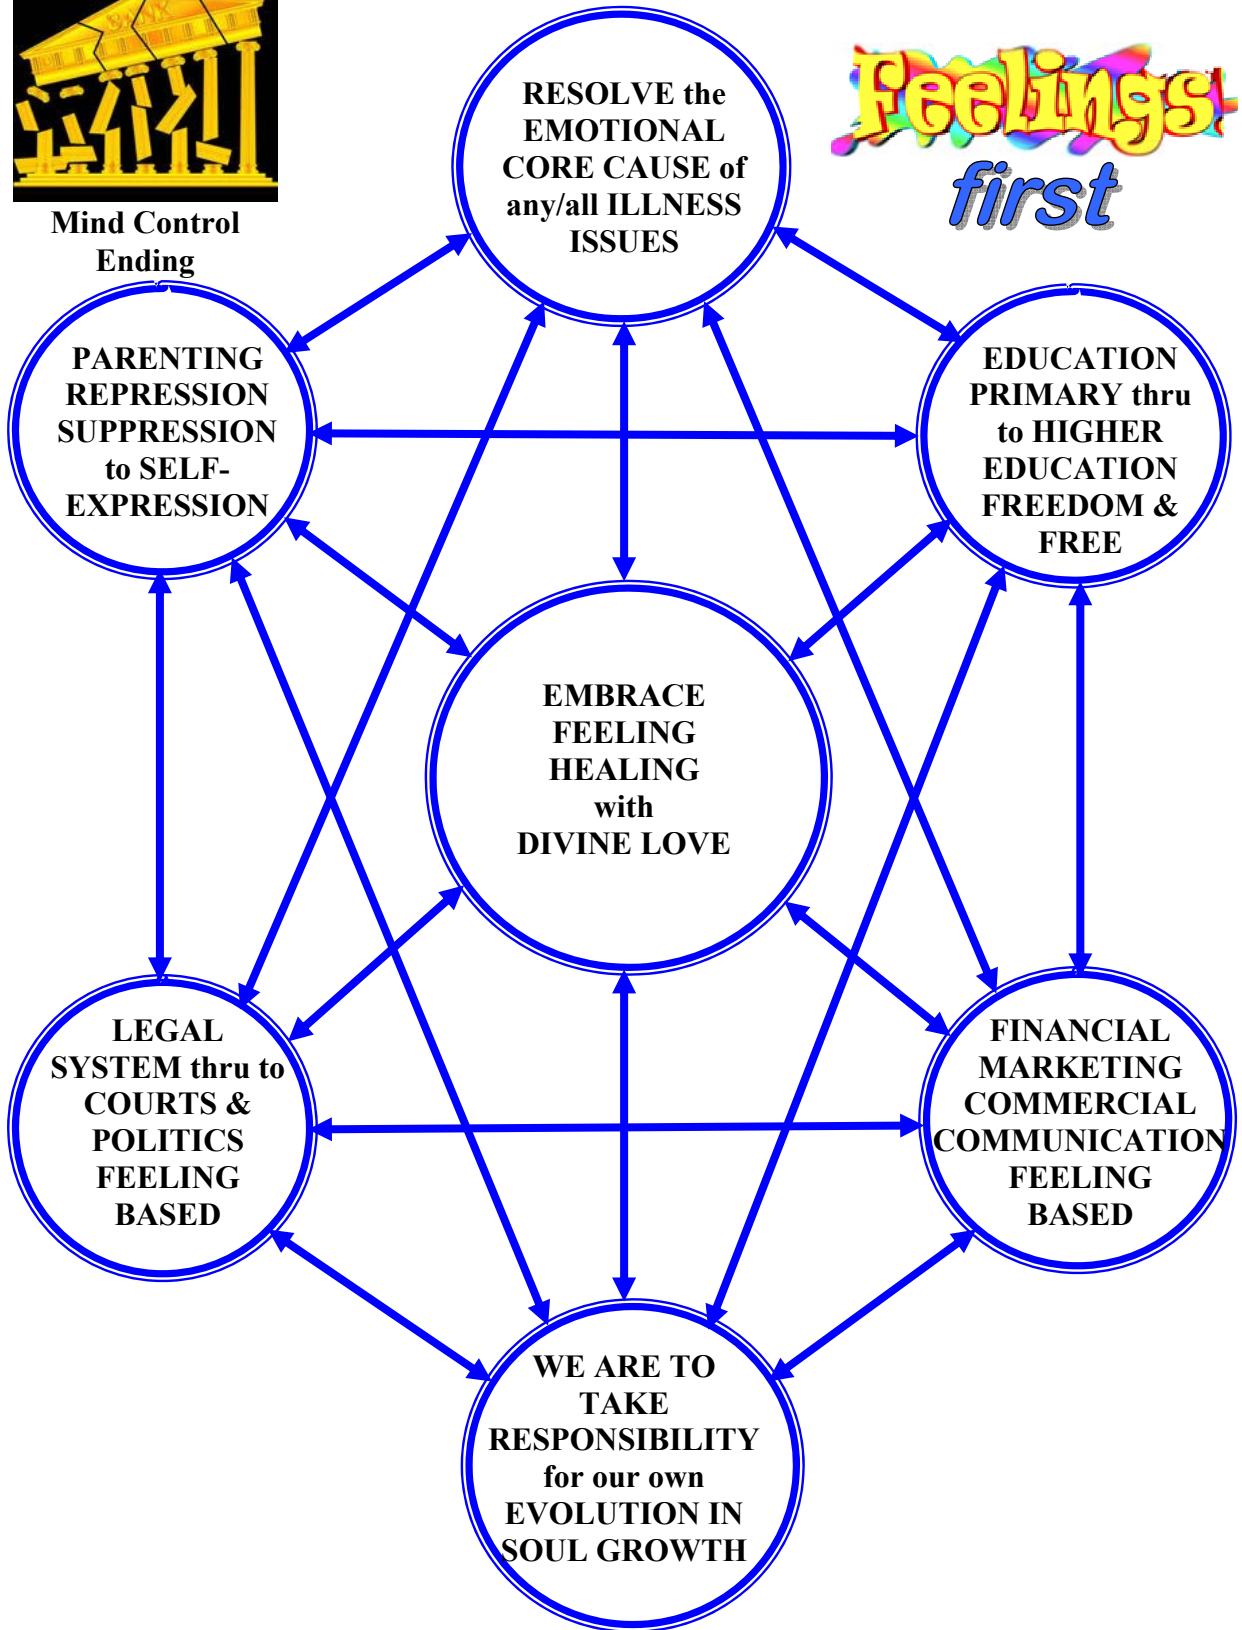 BANK
Mind Control
Ending
Feelings
first
RESOLVE the
EMOTIONAL
CORE CAUSE of
any/all ILLNESS
ISSUES
PARENTING
REPRESSION
SUPPRESSION
to SELF-
EXPRESSION
EDUCATION
PRIMARY thru
to HIGHER
EDUCATION
FREEDOM &
FREE
EMBRACE
FEELING
HEALING
with
DIVINE LOVE
LEGAL
SYSTEM thru to
COURTS &
POLITICS
FEELING
BASED
FINANCIAL
MARKETING
COMMERCIAL
COMMUNICATION
FEELING
BASED
WE ARE TO
TAKE
RESPONSIBILITY
for our own
EVOLUTION IN
SOUL GROWTH